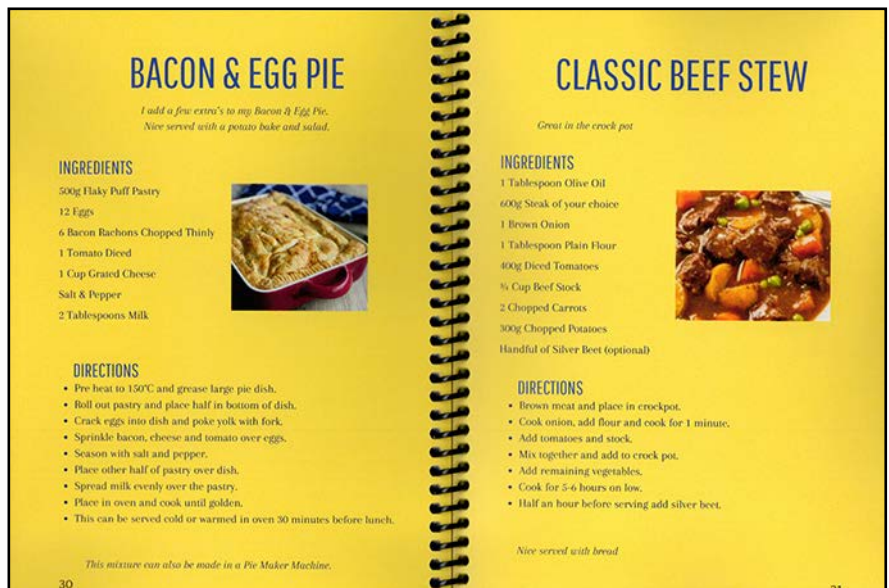 BACON & EGG PIE
I add a few extra's to my Bacon & Egg Pie.
Nice served with a potato bake and salad.
INGREDIENTS
500g Flaky Puff Pastry
12 Eggs
6 Bacon Rachons Chopped Thinly
1 Tomato Diced
1 Cup Grated Cheese
Salt & Pepper
2 Tablespoons Milk
DIRECTIONS
• Pre heat to 150°C and grease large pie dish.
• Roll out pastry and place half in bottom of dish.
• Crack eggs into dish and poke yolk with fork.
• Sprinkle bacon, cheese and tomato over eggs.
• Season with salt and pepper.
• Place other half of pastry over dish.
• Spread milk evenly over the pastry.
• Place in oven and cook until golden.
• This can be served cold or warmed in oven 30 minutes before lunch.
This mixture can also be made in a Pie Maker Machine.
30
CLASSIC BEEF STEW
Great in the crock pot
INGREDIENTS
1 Tablespoon Olive Oil
600g Steak of your choice
1 Brown Onion
1 Tablespoon Plain Flour
400g Diced Tomatoes
¾ Cup Beef Stock
2 Chopped Carrots
300g Chopped Potatoes
Handful of Silver Beet (optional)
DIRECTIONS
• Brown meat and place in crockpot.
• Cook onion, add flour and cook for 1 minute.
• Add tomatoes and stock.
• Mix together and add to crock pot.
• Add remaining vegetables.
• Cook for 5-6 hours on low.
• Half an hour before serving add silver beet.
Nice served with bread